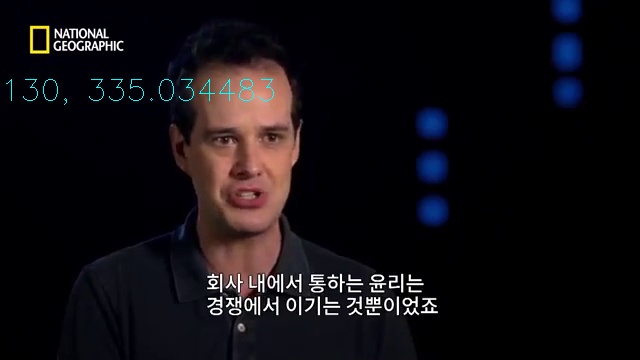 NATIONAL
GEOGRAPHIC
130, 335.034483
회사 내에서 통하는 윤리는
경쟁에서 이기는 것뿐이었죠